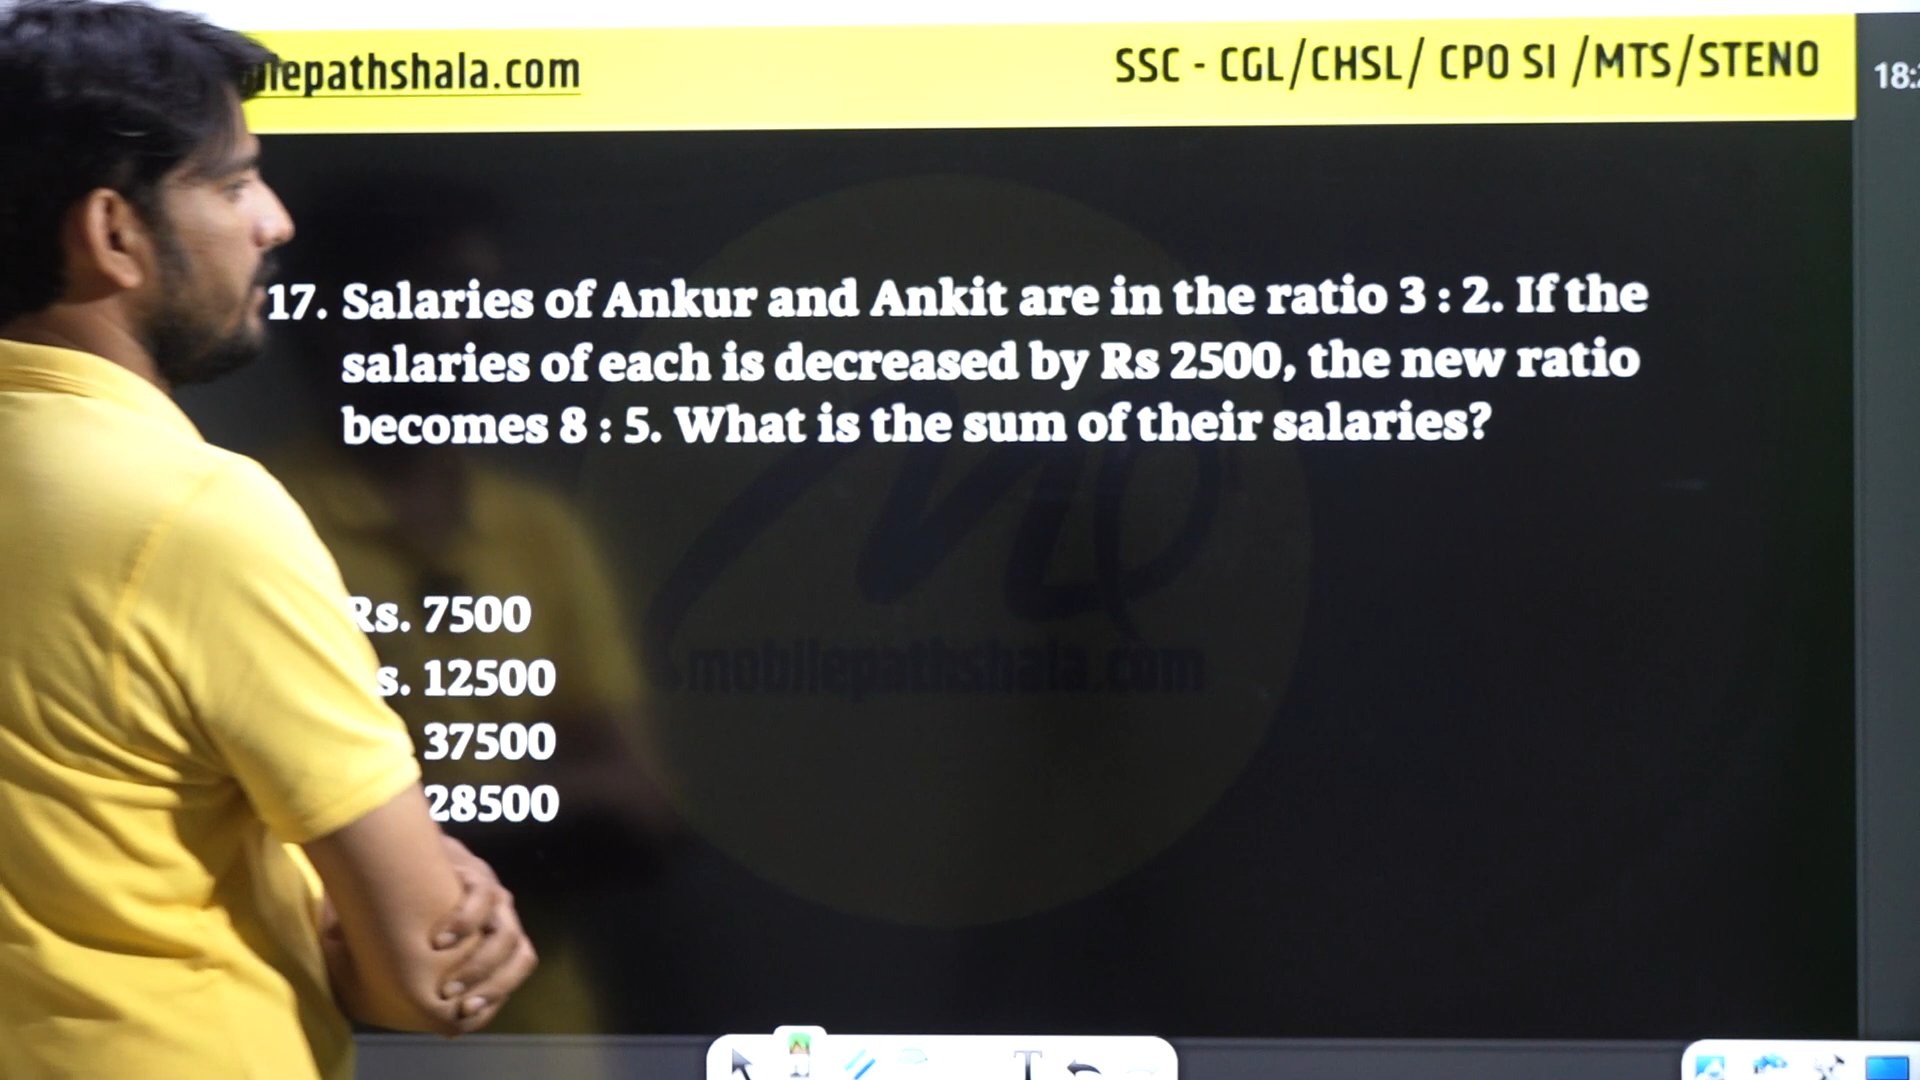 lepathshala.com
SSC - CGL/CHSL/ CPO SI /MTS/STENO
18:
17. Salaries of Ankur and Ankit are in the ratio 3 : 2. If the
salaries of each is decreased by Rs 2500, the new ratio
becomes 8 : 5. What is the sum of their salaries?
Rs. 7500
s. 12500
37500
28500
mobilepathshala.com
T